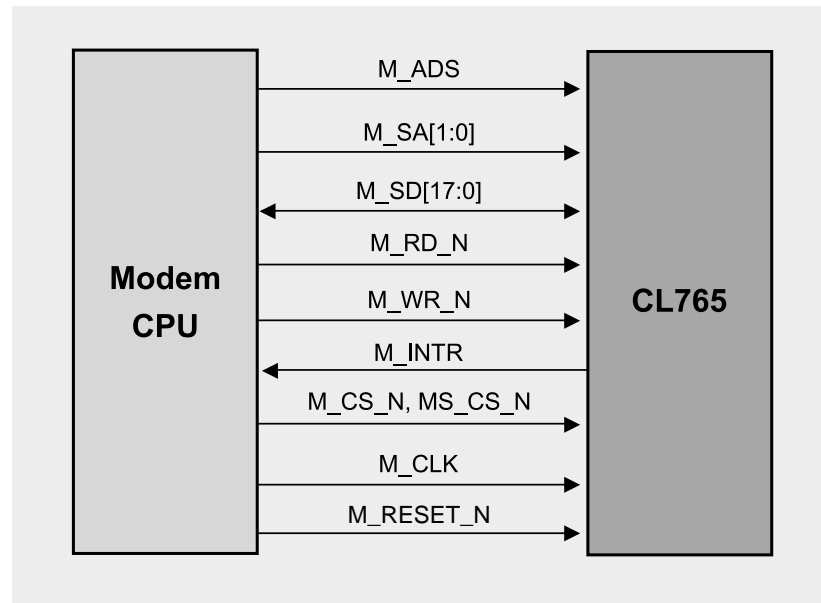 M_ADS
M_SA[1:0]
M_SD[17:0]
M_RD_N
Modem
CPU
M_WR_N
CL765
M_INTR
M_CS_N, MS_CS_N
M_CLK
M_RESET_N